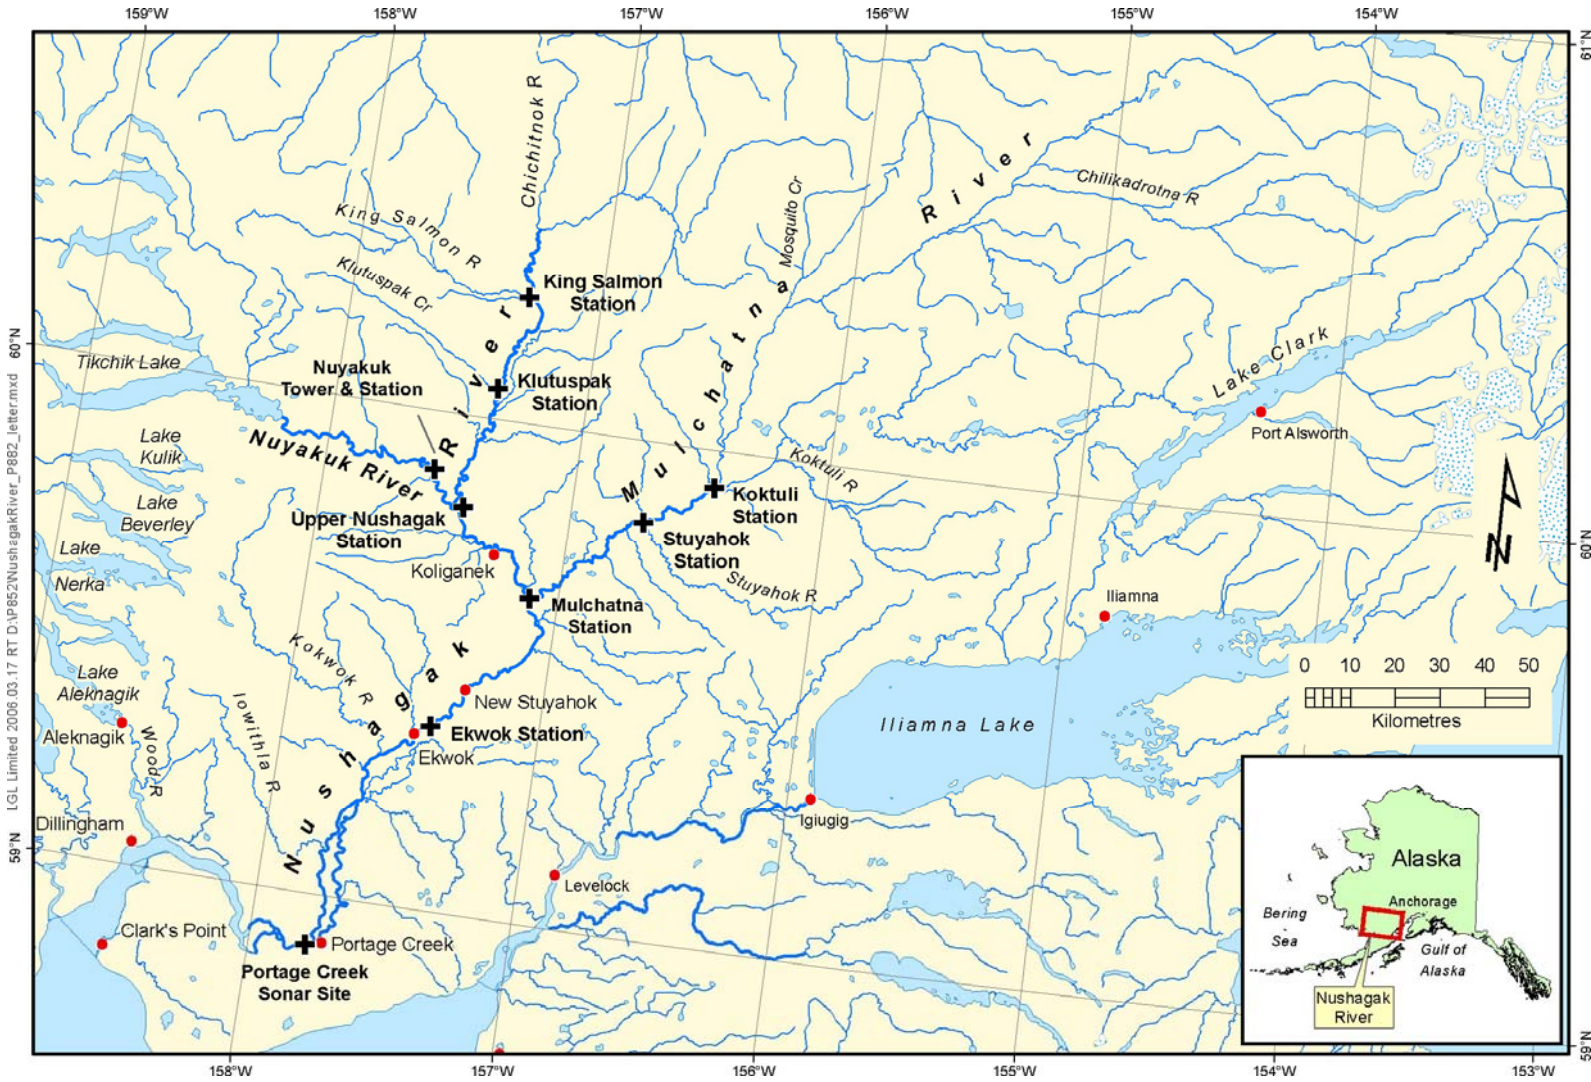 159°W
158°W
157°W
156°W
155°W
154°W
61°N
60°N
59°N
60°N
59°N
158°W
157°W
156°W
155°W
154°W
153°W
LGL Limited 2006.03.17 RT D:\P852\NushagakRiver_P882_letter.mxd
Chichitnok R
King Salmon R
Klutuspak Cr
Mosquito Cr
Chilikadrotna R
Mulchatna River
King Salmon
Station
Tikchik Lake
Nuyakuk
Tower & Station
Klutuspak
Station
Lake Clark
Port Alsworth
Nuyakuk River
Lake
Kulik
Lake
Beverley
Lake
Nerka
Upper Nushagak
Station
Koktuli R
Koktuli
Station
Stuyahok
Station
Stuyahok R
Koliganek
Mulchatna
Station
Iliamna
Kokwok R
Lake
Aleknagik
Aleknagik
Wood R
Iowithla R
Nushagak River
New Stuyahok
Ekwok Station
Ekwok
Iliamna Lake
Igiugig
Dillingham
Levelock
Clark's Point
Portage Creek
Portage Creek
Sonar Site
N
0 10 20 30 40 50
Kilometres
Alaska
Anchorage
Bering
Sea
Gulf of
Alaska
Nushagak
River